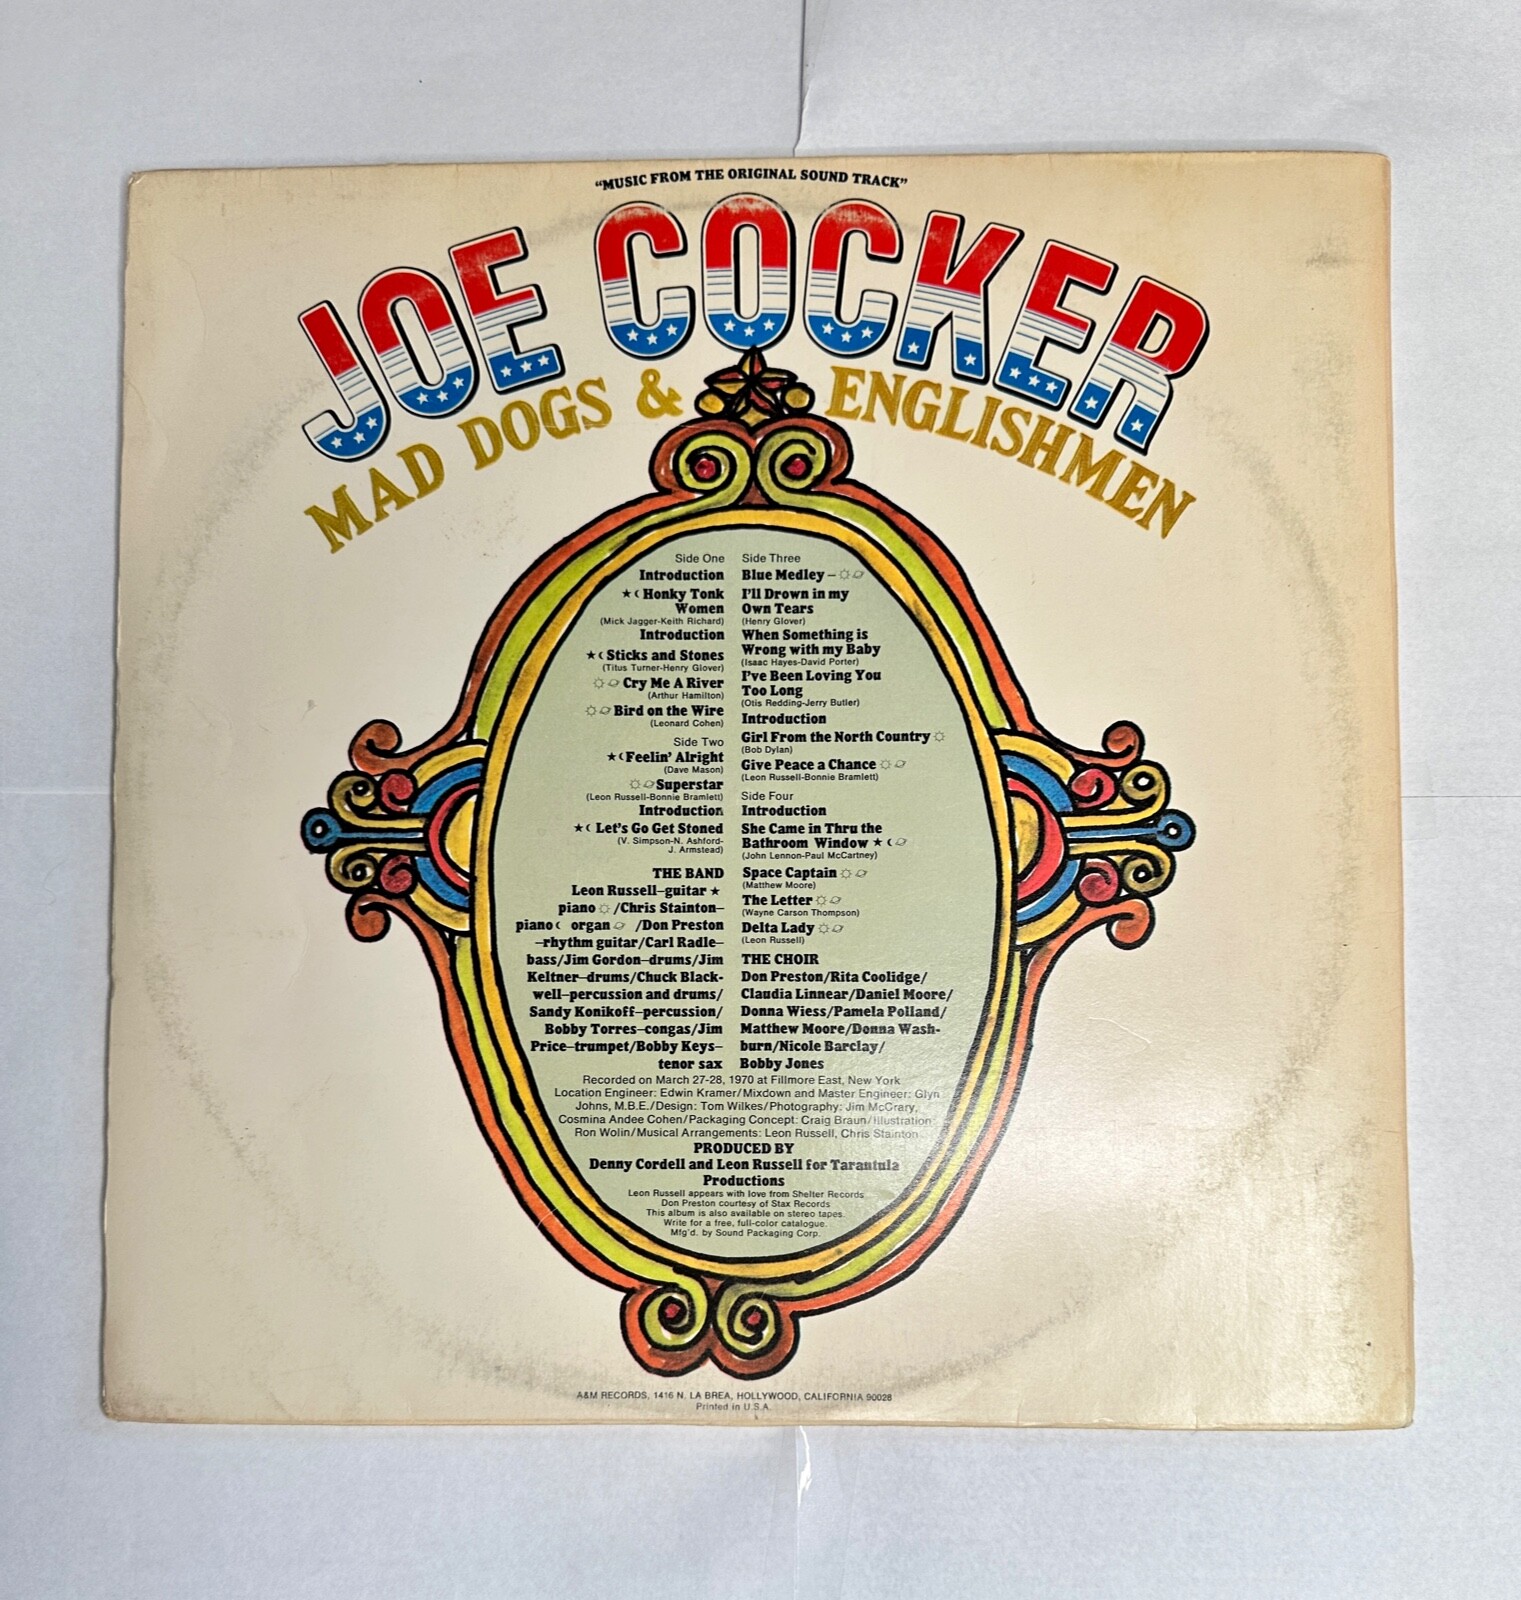 “MUSIC FROM THE ORIGINAL SOUND TRACK”
JOE COCKER
MAD DOGS & ENGLISHMEN
Side One
Introduction
★☾Honky Tonk
Women
(Mick Jagger-Keith Richard)
Introduction
★☾Sticks and Stones
(Titus Turner-Henry Glover)
Cry Me A River
(Arthur Hamilton)
Bird on the Wire
(Leonard Cohen)
Side Two
★☾Feelin’ Alright
(Dave Mason)
Superstar
(Leon Russell-Bonnie Bramlett)
Introduction
★☾Let’s Go Get Stoned
(V. Simpson-N. Ashford-
J. Armstead)
THE BAND
Leon Russell–guitar ★
piano ☼/Chris Stainton–
piano☾ organ /Don Preston
–rhythm guitar/Carl Radle–
bass/Jim Gordon–drums/Jim
Keltner–drums/Chuck Black-
well–percussion and drums/
Sandy Konikoff–percussion/
Bobby Torres–congas/Jim
Price–trumpet/Bobby Keys–
tenor sax
Side Three
Blue Medley –
I’ll Drown in my
Own Tears
(Henry Glover)
When Something is
Wrong with my Baby
(Isaac Hayes-David Porter)
I’ve Been Loving You
Too Long
(Otis Redding-Jerry Butler)
Introduction
Girl From the North Country ☼
(Bob Dylan)
Give Peace a Chance
(Leon Russell-Bonnie Bramlett)
Side Four
Introduction
She Came in Thru the
Bathroom Window ★☾
(John Lennon-Paul McCartney)
Space Captain
(Matthew Moore)
The Letter
(Wayne Carson Thompson)
Delta Lady
(Leon Russell)
THE CHOIR
Don Preston/Rita Coolidge/
Claudia Linnear/Daniel Moore/
Donna Wiess/Pamela Polland/
Matthew Moore/Donna Wash-
burn/Nicole Barclay/
Bobby Jones
Recorded on March 27-28, 1970 at Fillmore East, New York
Location Engineer: Edwin Kramer/Mixdown and Master Engineer: Glyn
Johns, M.B.E./Design: Tom Wilkes/Photography: Jim McCrary,
Cosmina Andee Cohen/Packaging Concept: Craig Braun/Illustration:
Ron Wolin/Musical Arrangements: Leon Russell, Chris Stainton
PRODUCED BY
Denny Cordell and Leon Russell for Tarantula
Productions
Leon Russell appears with love from Shelter Records
Don Preston courtesy of Stax Records
This album is also available on stereo tapes.
Write for a free, full-color catalogue.
Mfg’d. by Sound Packaging Corp.
A&M RECORDS, 1416 N. LA BREA, HOLLYWOOD, CALIFORNIA 90028
Printed in U.S.A.